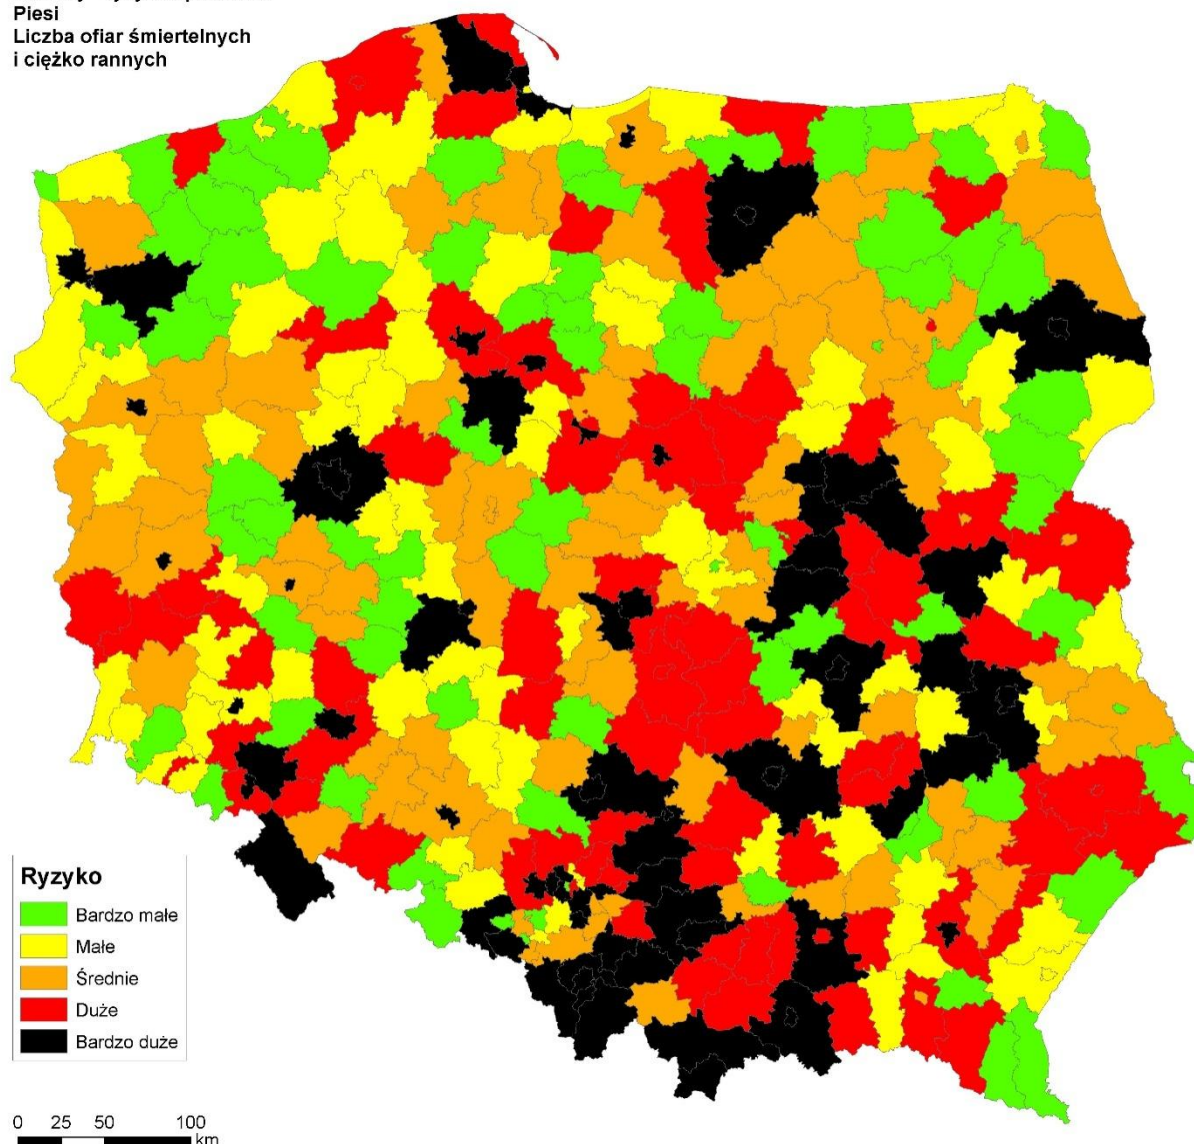 Piesi
Liczba ofiar śmiertelnych
i ciężko rannych
Ryzyko
Bardzo małe
Małe
Średnie
Duże
Bardzo duże
0 25 50 100
km